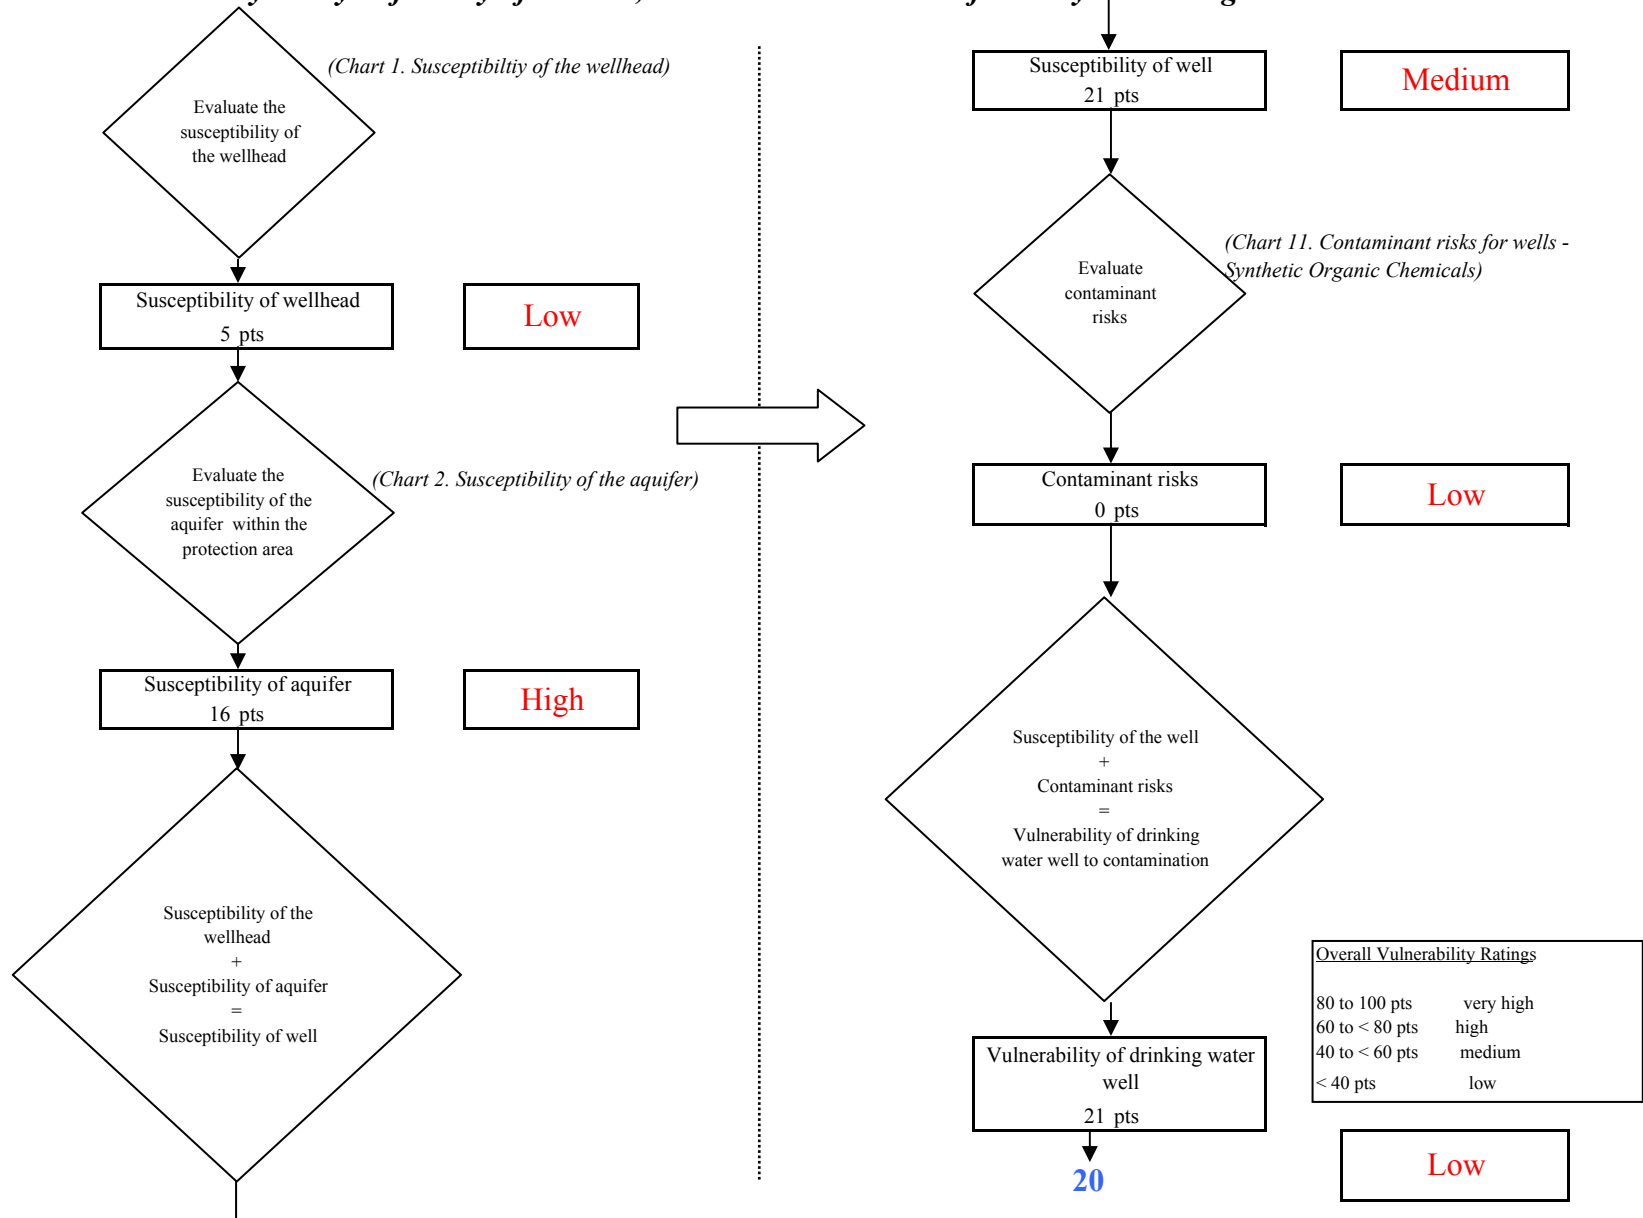 (Chart 1. Susceptibiltiy of the wellhead)
Evaluate the
susceptibility of
the wellhead
Susceptibility of wellhead
5 pts
Low
Evaluate the
susceptibility of the
aquifer within the
protection area
(Chart 2. Susceptibility of the aquifer)
Susceptibility of aquifer
16 pts
High
Susceptibility of the
wellhead
+
Susceptibility of aquifer
=
Susceptibility of well
Susceptibility of well
21 pts
Medium
Evaluate
contaminant
risks
(Chart 11. Contaminant risks for wells -
Synthetic Organic Chemicals)
Contaminant risks
0 pts
Low
Susceptibility of the well
+
Contaminant risks
=
Vulnerability of drinking
water well to contamination
Overall Vulnerability Ratings
80 to 100 pts very high
60 to < 80 pts high
40 to < 60 pts medium
< 40 pts low
Vulnerability of drinking water
well
21 pts
20
Low